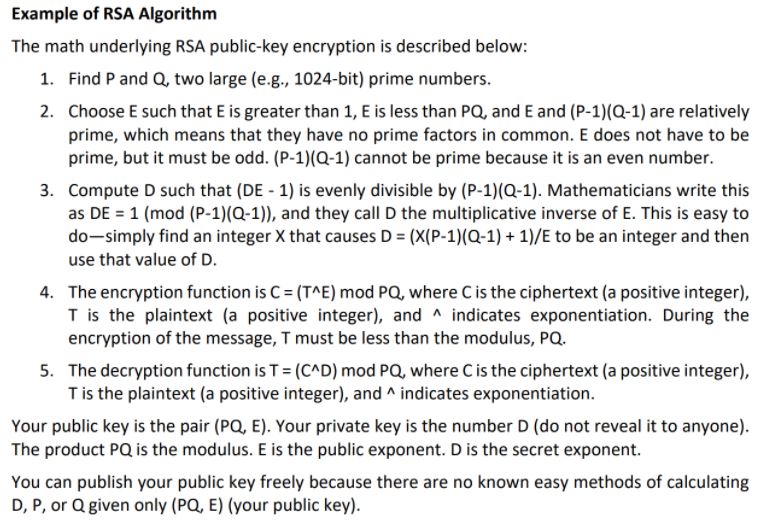 Example of RSA Algorithm
The math underlying RSA public-key encryption is described below:
1. Find P and Q, two large (e.g., 1024-bit) prime numbers.
2. Choose E such that E is greater than 1, E is less than PQ, and E and (P-1)(Q-1) are relatively
prime, which means that they have no prime factors in common. E does not have to be
prime, but it must be odd. (P-1)(Q-1) cannot be prime because it is an even number.
3. Compute D such that (DE - 1) is evenly divisible by (P-1)(Q-1). Mathematicians write this
as DE = 1 (mod (P-1)(Q-1)), and they call D the multiplicative inverse of E. This is easy to
do—simply find an integer X that causes D = (X(P-1)(Q-1) + 1)/E to be an integer and then
use that value of D.
4. The encryption function is C = (T^E) mod PQ, where C is the ciphertext (a positive integer),
T is the plaintext (a positive integer), and ^ indicates exponentiation. During the
encryption of the message, T must be less than the modulus, PQ.
5. The decryption function is T = (C^D) mod PQ, where C is the ciphertext (a positive integer),
T is the plaintext (a positive integer), and ^ indicates exponentiation.
Your public key is the pair (PQ, E). Your private key is the number D (do not reveal it to anyone).
The product PQ is the modulus. E is the public exponent. D is the secret exponent.
You can publish your public key freely because there are no known easy methods of calculating
D, P, or Q given only (PQ, E) (your public key).